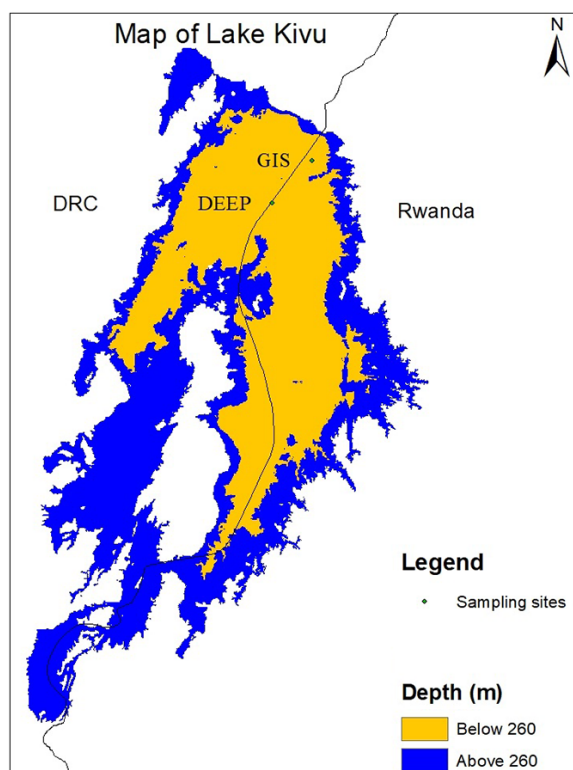 Map of Lake Kivu
N
GIS
DEEP
DRC
Rwanda
Legend
Sampling sites
Depth (m)
Below 260
Above 260